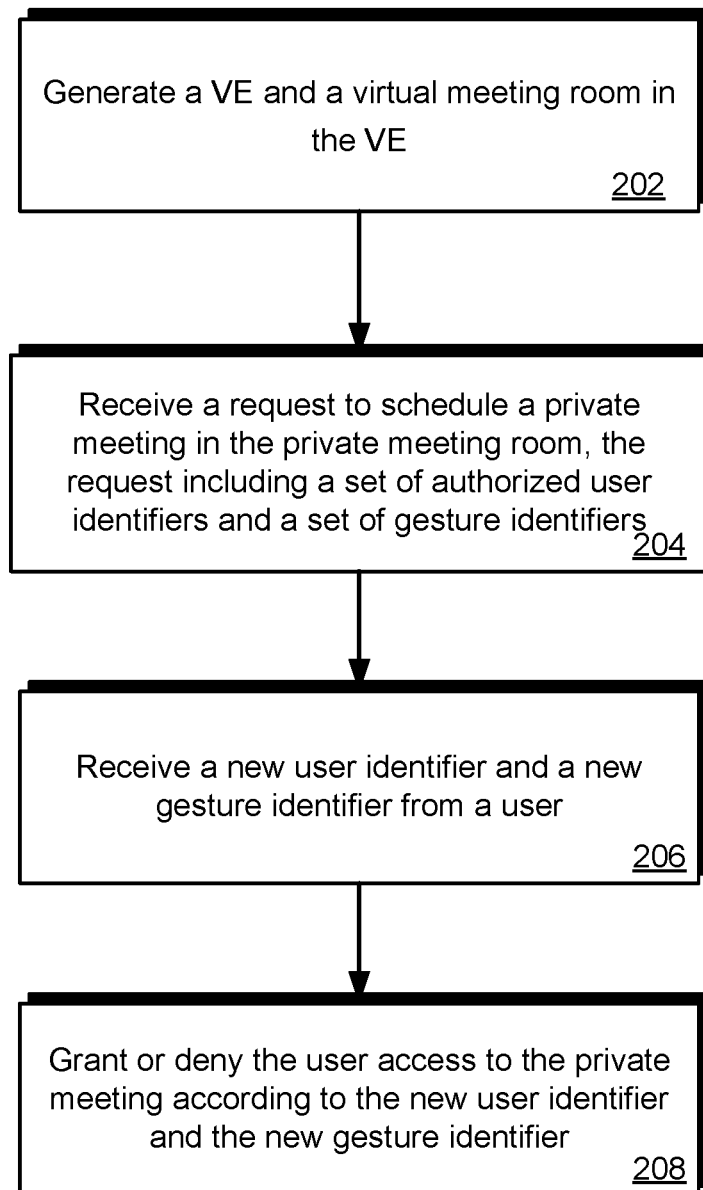 Generate a VE and a virtual meeting room in
the VE
202
Receive a request to schedule a private
meeting in the private meeting room, the
request including a set of authorized user
identifiers and a set of gesture identifiers
204
Receive a new user identifier and a new
gesture identifier from a user
206
Grant or deny the user access to the private
meeting according to the new user identifier
and the new gesture identifier
208